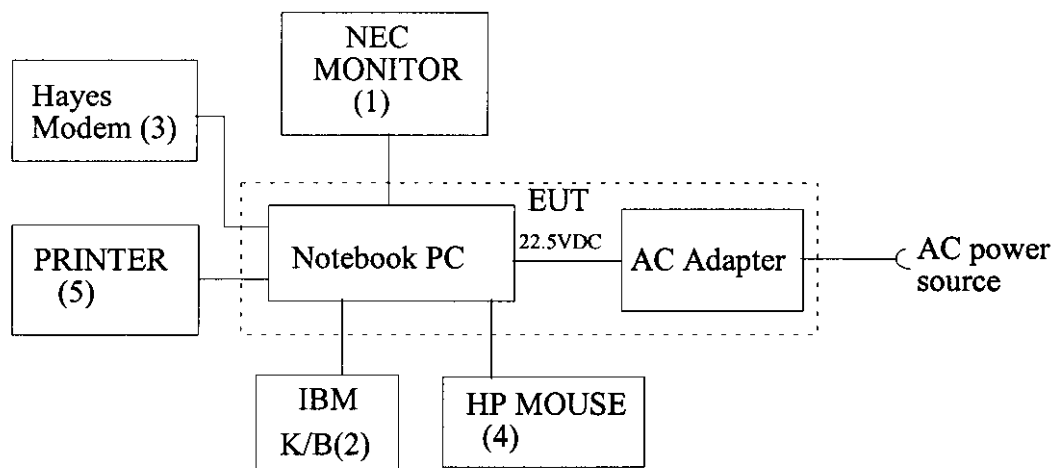 NEC
MONITOR
(1)
Hayes
Modem (3)
EUT
PRINTER
(5)
Notebook PC
22.5VDC
AC Adapter
AC power
source
IBM
K/B(2)
HP MOUSE
(4)